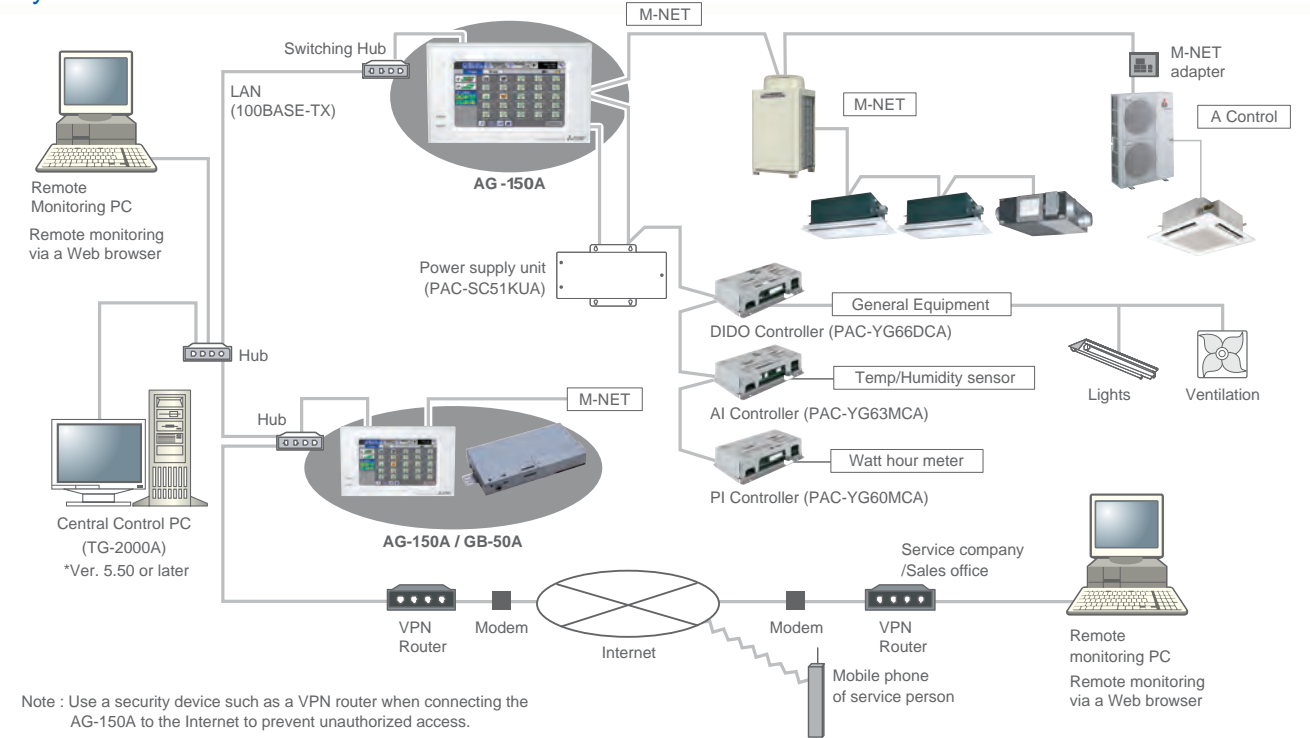 M-NET
Switching Hub
LAN
(100BASE-TX)
AG-150A
M-NET
M-NET
adapter
A Control
Remote
Monitoring PC
Remote monitoring
via a Web browser
Power supply unit
(PAC-SC51KUA)
General Equipment
DIDO Controller (PAC-YG66DCA)
Temp/Humidity sensor
AI Controller (PAC-YG63MCA)
Watt hour meter
PI Controller (PAC-YG60MCA)
Lights
Ventilation
Hub
Hub
M-NET
AG-150A / GB-50A
Central Control PC
(TG-2000A)
*Ver. 5.50 or later
VPN
Router
Modem
Internet
Modem
VPN
Router
Service company
/Sales office
Mobile phone
of service person
Remote
monitoring PC
Remote monitoring
via a Web browser
Note : Use a security device such as a VPN router when connecting the
AG-150A to the Internet to prevent unauthorized access.